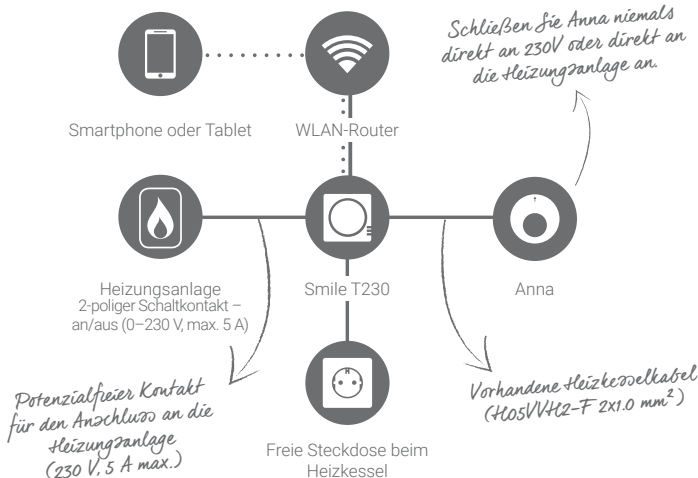 Schließen Sie Anna niemals
direkt an 230V oder direkt an
die Heizungsanlage an.
Smartphone oder Tablet
WLAN-Router
Heizungsanlage
2-poliger Schaltkontakt –
an/aus (0–230 V, max. 5 A)
Smile T230
Anna
Potenzialfreier Kontakt
für den Anschluss an die
Heizungsanlage
(230 V, 5 A max.)
Vorhandene Heizkesselkabel
(H05VVH2-F 2x1.0 mm²)
Freie Steckdose beim
Heizkessel